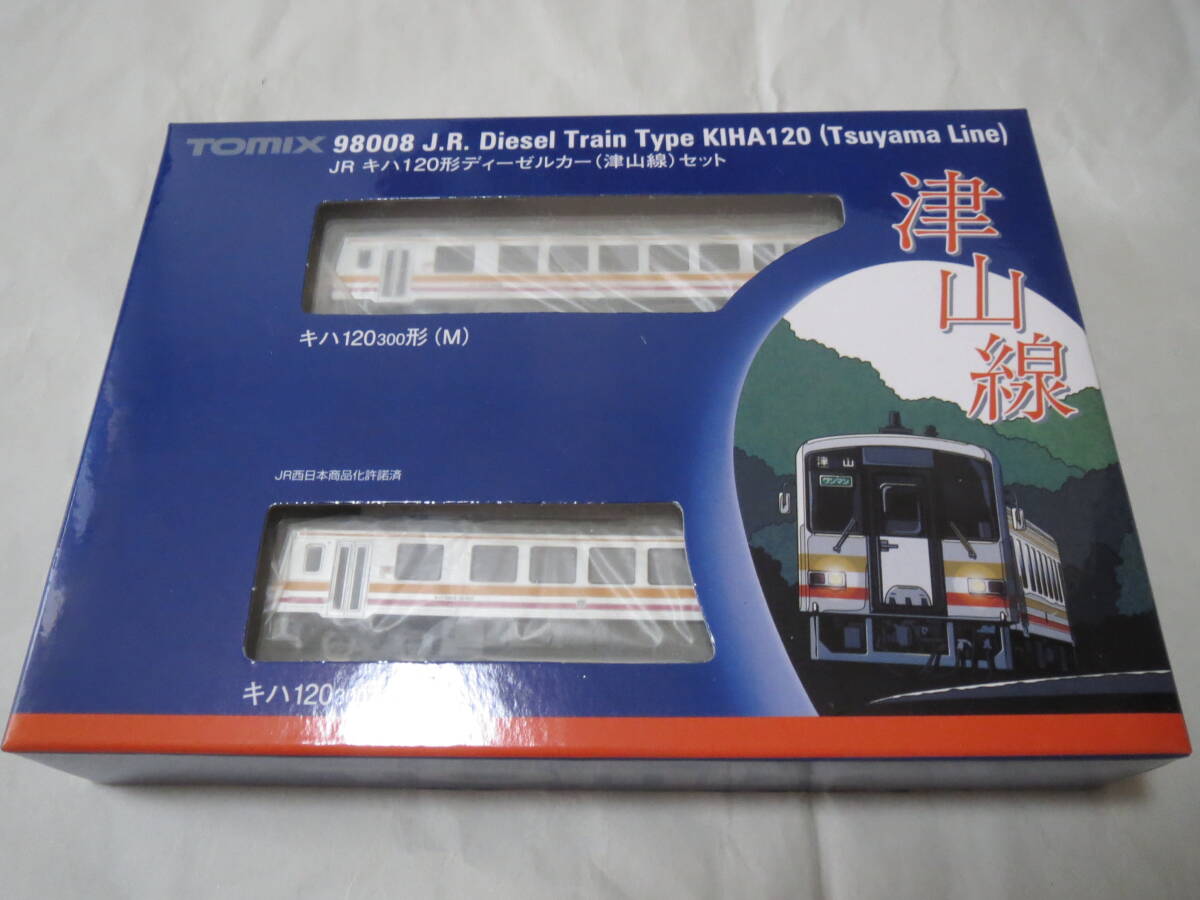 TOMIX 98008 J.R. Diesel Train Type KIHA120 (Tsuyama Line)
JR キハ120形ディーゼルカー(津山線)セット
津山線
キハ120300形(M)
津山
ワンマン
JR西日本商品化許諾済
キハ120